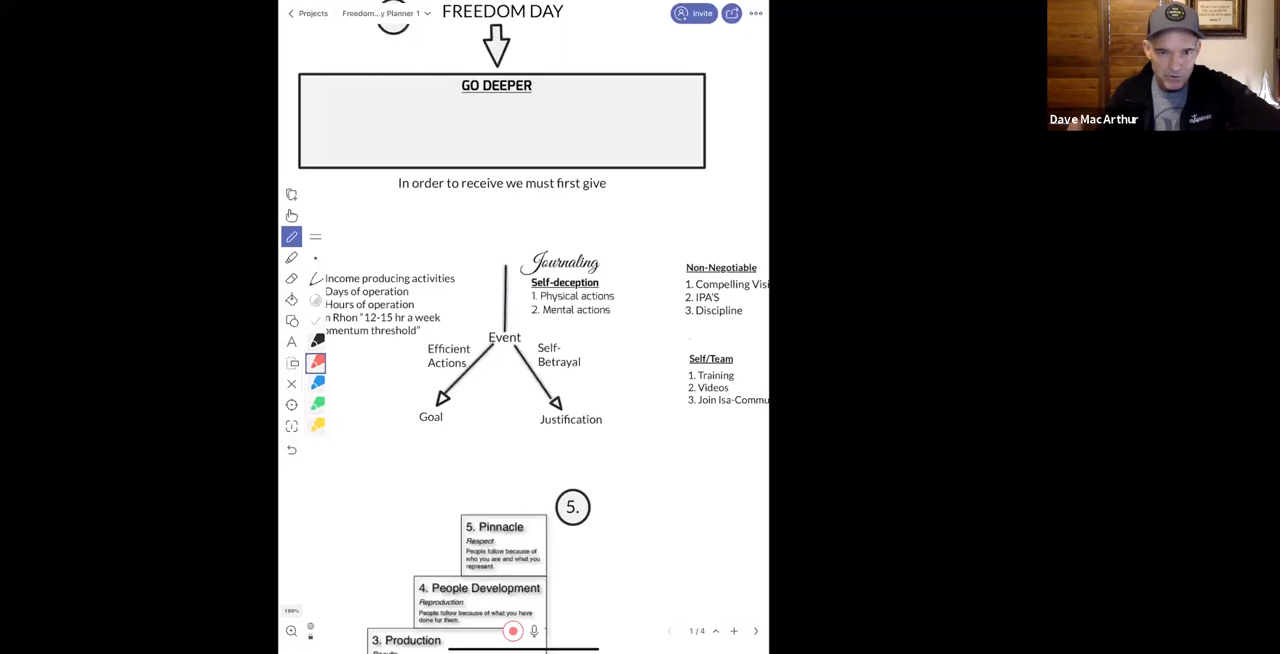 Projects
Freedom...y Planner 1
FREEDOM DAY
Invite
Dave MacArthur
GO DEEPER
In order to receive we must first give
Journaling
Self-deception
1. Physical actions
2. Mental actions
Income producing activities
Days of operation
Hours of operation
n Rhon "12-15 hr a week
omentum threshold"
Non-Negotiable
1. Compelling Visi
2. IPA'S
3. Discipline
Event
Efficient
Actions
Self-
Betrayal
Goal
Justification
Self/Team
1. Training
2. Videos
3. Join Isa-Commu
5.
5. Pinnacle
Respect
People follow because of
who you are and what you
represent.
4. People Development
Reproduction
People follow because of what you have
done for them.
3. Production
Results
100%
1 / 4